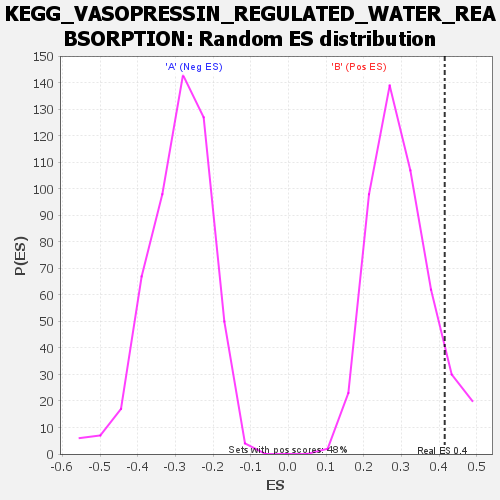 KEGG_VASOPRESSIN_REGULATED_WATER_REA
BSORPTION: Random ES distribution
'A' (Neg ES)
'B' (Pos ES)
150
140
130
120
110
100
90
80
70
60
50
40
30
20
10
0
P(ES)
Sets with pos scores: 48%
Real ES 0.4
-0.6 -0.5 -0.4 -0.3 -0.2 -0.1 0.0 0.1 0.2 0.3 0.4 0.5
ES